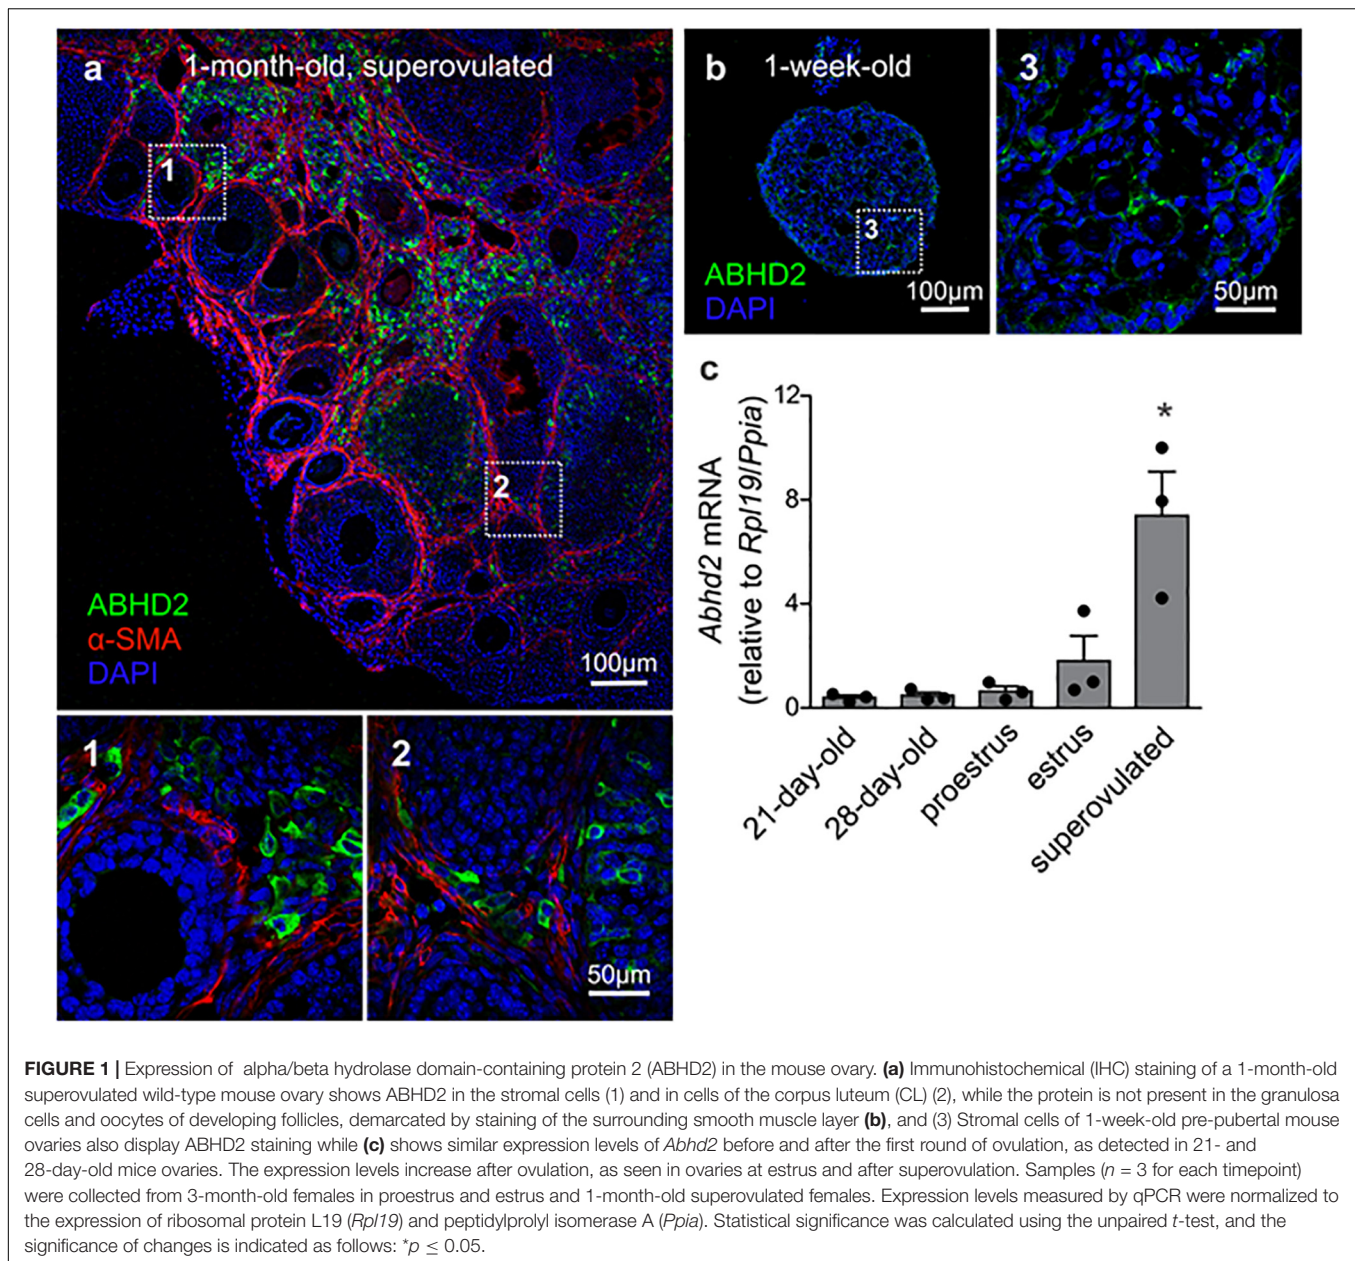 a
1-month-old, superovulated
1
2
ABHD2
α-SMA
DAPI
100µm
1
2
50µm
b
1-week-old
3
ABHD2
DAPI
100µm
3
50µm
c
Abhd2 mRNA
(relative to Rpl19/Ppia)
12
8
4
0
*
21-day-old
28-day-old
proestrus
estrus
superovulated
FIGURE 1 | Expression of alpha/beta hydrolase domain-containing protein 2 (ABHD2) in the mouse ovary. (a) Immunohistochemical (IHC) staining of a 1-month-old
superovulated wild-type mouse ovary shows ABHD2 in the stromal cells (1) and in cells of the corpus luteum (CL) (2), while the protein is not present in the granulosa
cells and oocytes of developing follicles, demarcated by staining of the surrounding smooth muscle layer (b), and (3) Stromal cells of 1-week-old pre-pubertal mouse
ovaries also display ABHD2 staining while (c) shows similar expression levels of Abhd2 before and after the first round of ovulation, as detected in 21- and
28-day-old mice ovaries. The expression levels increase after ovulation, as seen in ovaries at estrus and after superovulation. Samples (n = 3 for each timepoint)
were collected from 3-month-old females in proestrus and estrus and 1-month-old superovulated females. Expression levels measured by qPCR were normalized to
the expression of ribosomal protein L19 (Rpl19) and peptidylprolyl isomerase A (Ppia). Statistical significance was calculated using the unpaired t-test, and the
significance of changes is indicated as follows: *p ≤ 0.05.